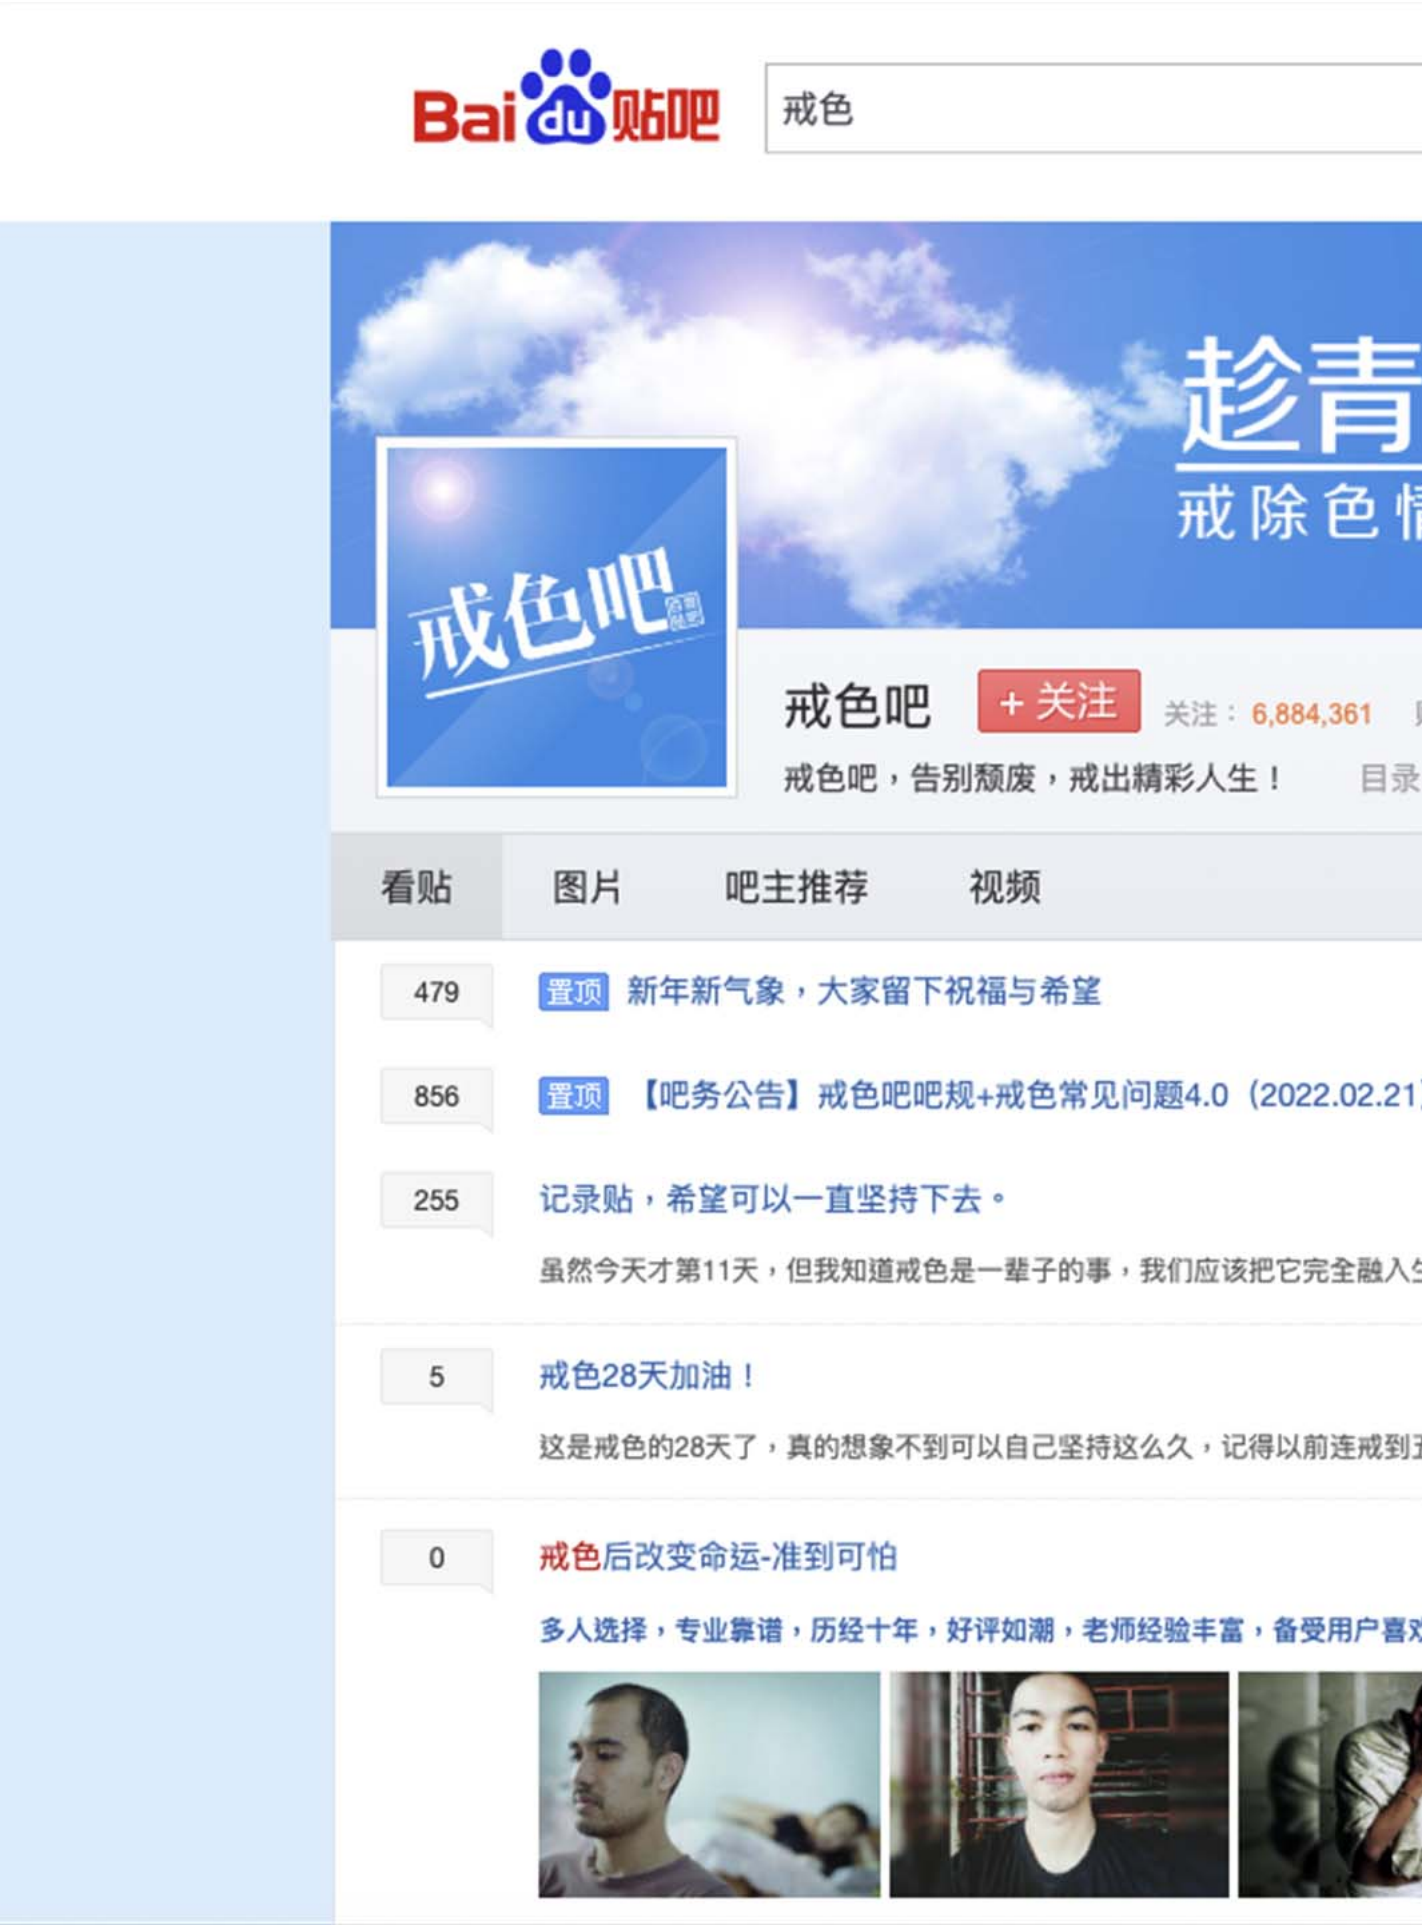 Baidu贴吧
戒色
趁青
戒除色情
戒色吧
戒色吧
+ 关注
关注：6,884,361
戒色吧，告别颓废，戒出精彩人生！
目录
看贴
图片
吧主推荐
视频
479
置顶 新年新气象，大家留下祝福与希望
856
置顶 【吧务公告】戒色吧吧规+戒色常见问题4.0（2022.02.21）
255
记录贴，希望可以一直坚持下去。
虽然今天才第11天，但我知道戒色是一辈子的事，我们应该把它完全融入生
5
戒色28天加油！
这是戒色的28天了，真的想象不到可以自己坚持这么久，记得以前连戒到五
0
戒色后改变命运-准到可怕
多人选择，专业靠谱，历经十年，好评如潮，老师经验丰富，备受用户喜欢